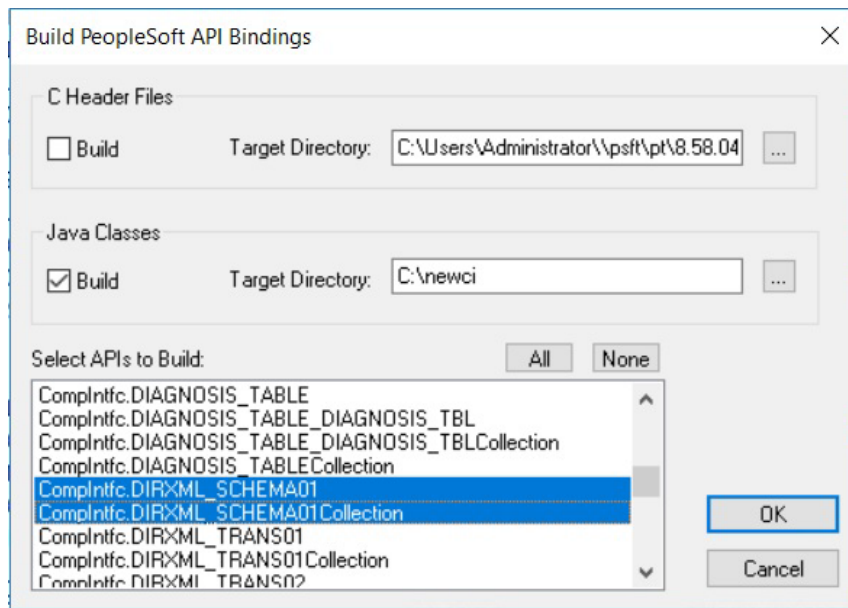 Build PeopleSoft API Bindings
C Header Files
Build Target Directory: C:\Users\Administrator\\psft\pt\8.58.04 ...
Java Classes
Build Target Directory: C:\newci ...
Select APIs to Build: All None
CompIntfc.DIAGNOSIS_TABLE
CompIntfc.DIAGNOSIS_TABLE_DIAGNOSIS_TBL
CompIntfc.DIAGNOSIS_TABLE_DIAGNOSIS_TBLCollection
CompIntfc.DIAGNOSIS_TABLECollection
CompIntfc.DIRXML_SCHEMA01
CompIntfc.DIRXML_SCHEMA01Collection
CompIntfc.DIRXML_TRANS01
CompIntfc.DIRXML_TRANS01Collection
CompIntfc.DIRXML_TRANS02
OK
Cancel